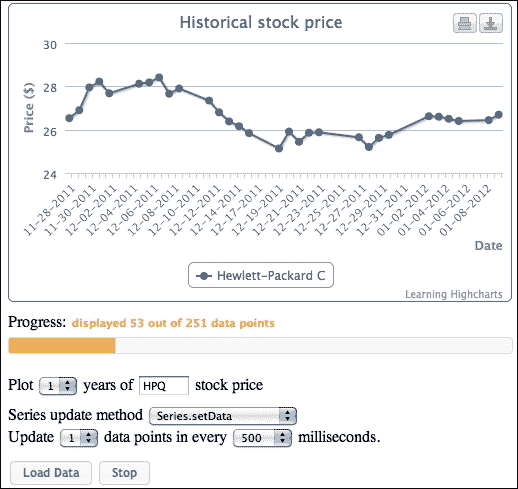 Historical stock price
30
28
26
24
Price ($)
11-28-2011
11-30-2011
12-02-2011
12-04-2011
12-06-2011
12-08-2011
12-10-2011
12-12-2011
12-14-2011
12-17-2011
12-19-2011
12-21-2011
12-23-2011
12-25-2011
12-27-2011
12-29-2011
12-31-2011
01-02-2012
01-04-2012
01-06-2012
01-08-2012
Date
Hewlett-Packard C
Learning Highcharts
Progress: displayed 53 out of 251 data points
Plot 1 years of HPQ stock price
Series update method Series.setData
Update 1 data points in every 500 milliseconds.
Load Data Stop